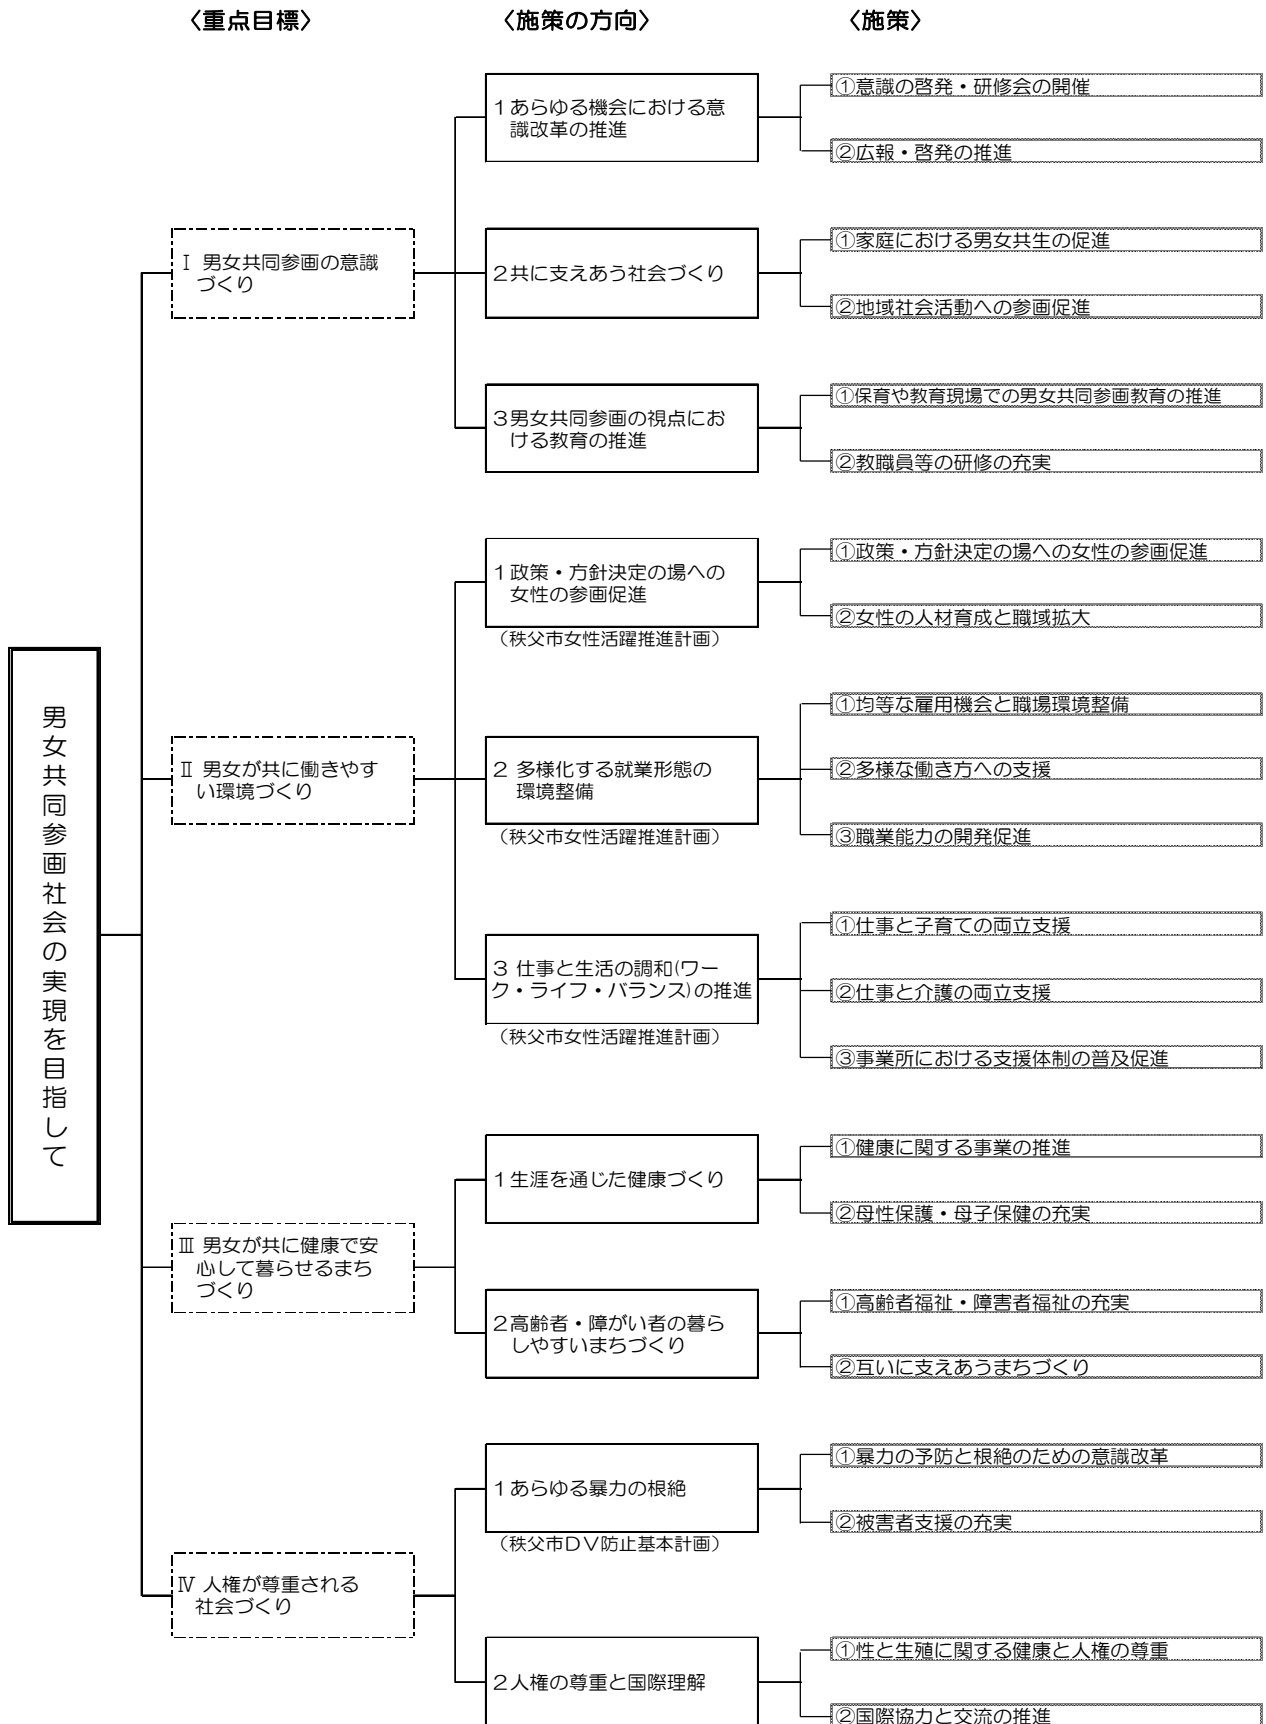 〈重点目標〉
〈施策の方向〉
〈施策〉
男女共同参画社会の実現を目指して
Ⅰ 男女共同参画の意識
づくり
1あらゆる機会における意
識改革の推進
①意識の啓発・研修会の開催
②広報・啓発の推進
2共に支えあう社会づくり
①家庭における男女共生の促進
②地域社会活動への参画促進
3男女共同参画の視点にお
ける教育の推進
①保育や教育現場での男女共同参画教育の推進
②教職員等の研修の充実
Ⅱ 男女が共に働きやす
い環境づくり
1政策・方針決定の場への
女性の参画促進
(秩父市女性活躍推進計画)
①政策・方針決定の場への女性の参画促進
②女性の人材育成と職域拡大
2 多様化する就業形態の
環境整備
(秩父市女性活躍推進計画)
①均等な雇用機会と職場環境整備
②多様な働き方への支援
③職業能力の開発促進
3 仕事と生活の調和(ワー
ク・ライフ・バランス)の推進
(秩父市女性活躍推進計画)
①仕事と子育ての両立支援
②仕事と介護の両立支援
③事業所における支援体制の普及促進
Ⅲ 男女が共に健康で安
心して暮らせるまち
づくり
1生涯を通じた健康づくり
①健康に関する事業の推進
②母性保護・母子保健の充実
2高齢者・障がい者の暮ら
しやすいまちづくり
①高齢者福祉・障害者福祉の充実
②互いに支えあうまちづくり
Ⅳ 人権が尊重される
社会づくり
1あらゆる暴力の根絶
(秩父市DV防止基本計画)
①暴力の予防と根絶のための意識改革
②被害者支援の充実
2人権の尊重と国際理解
①性と生殖に関する健康と人権の尊重
②国際協力と交流の推進